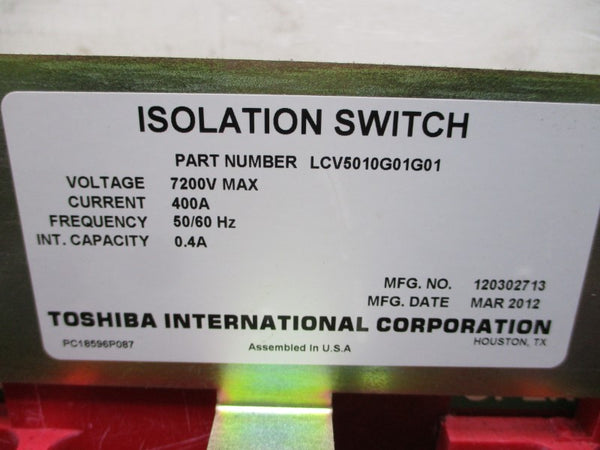 ISOLATION SWITCH
PART NUMBER LCV5010G01G01
VOLTAGE 7200V MAX
CURRENT 400A
FREQUENCY 50/60 Hz
INT. CAPACITY 0.4A
MFG. NO. 120302713
MFG. DATE MAR 2012
TOSHIBA INTERNATIONAL CORPORATION
PC18596P087 Assembled In U.S.A HOUSTON, TX